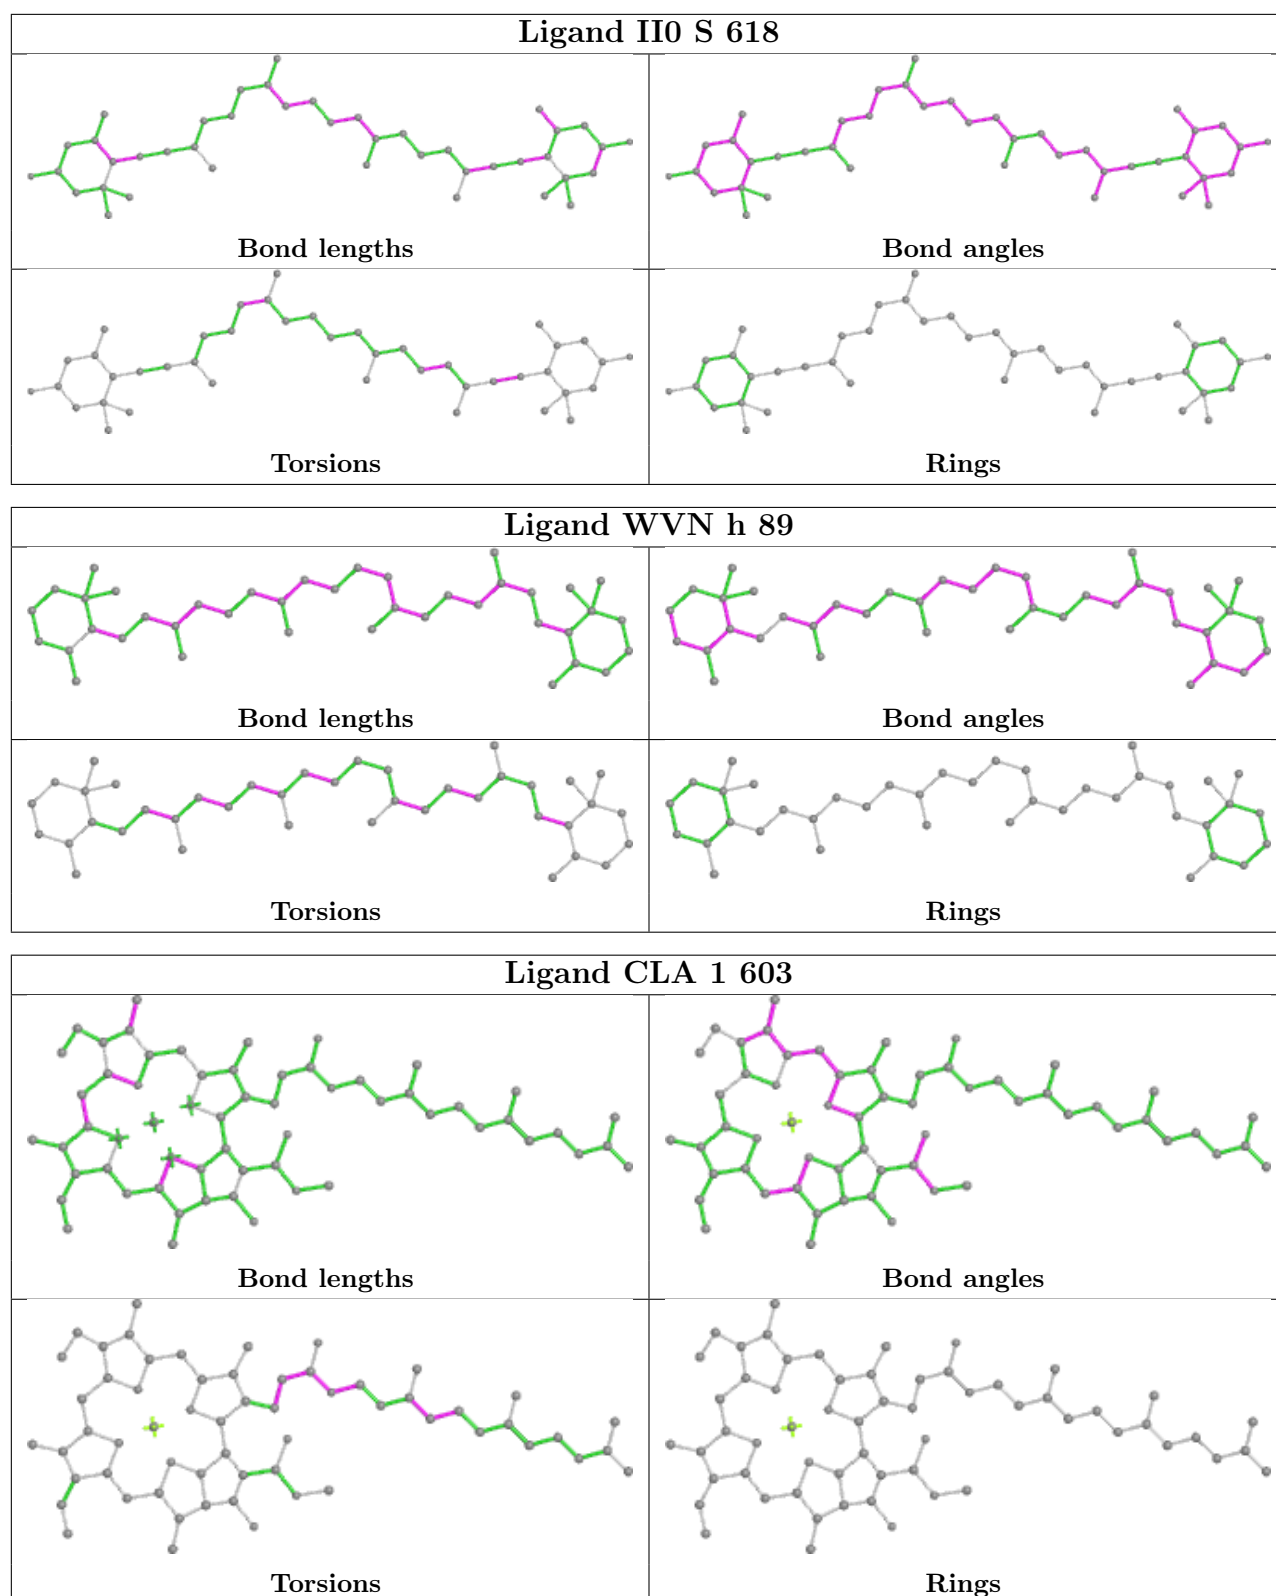 Ligand II0 S 618
Bond lengths
Bond angles
Torsions
Rings
Ligand WVN h 89
Bond lengths
Bond angles
Torsions
Rings
Ligand CLA 1 603
Bond lengths
Bond angles
Torsions
Rings